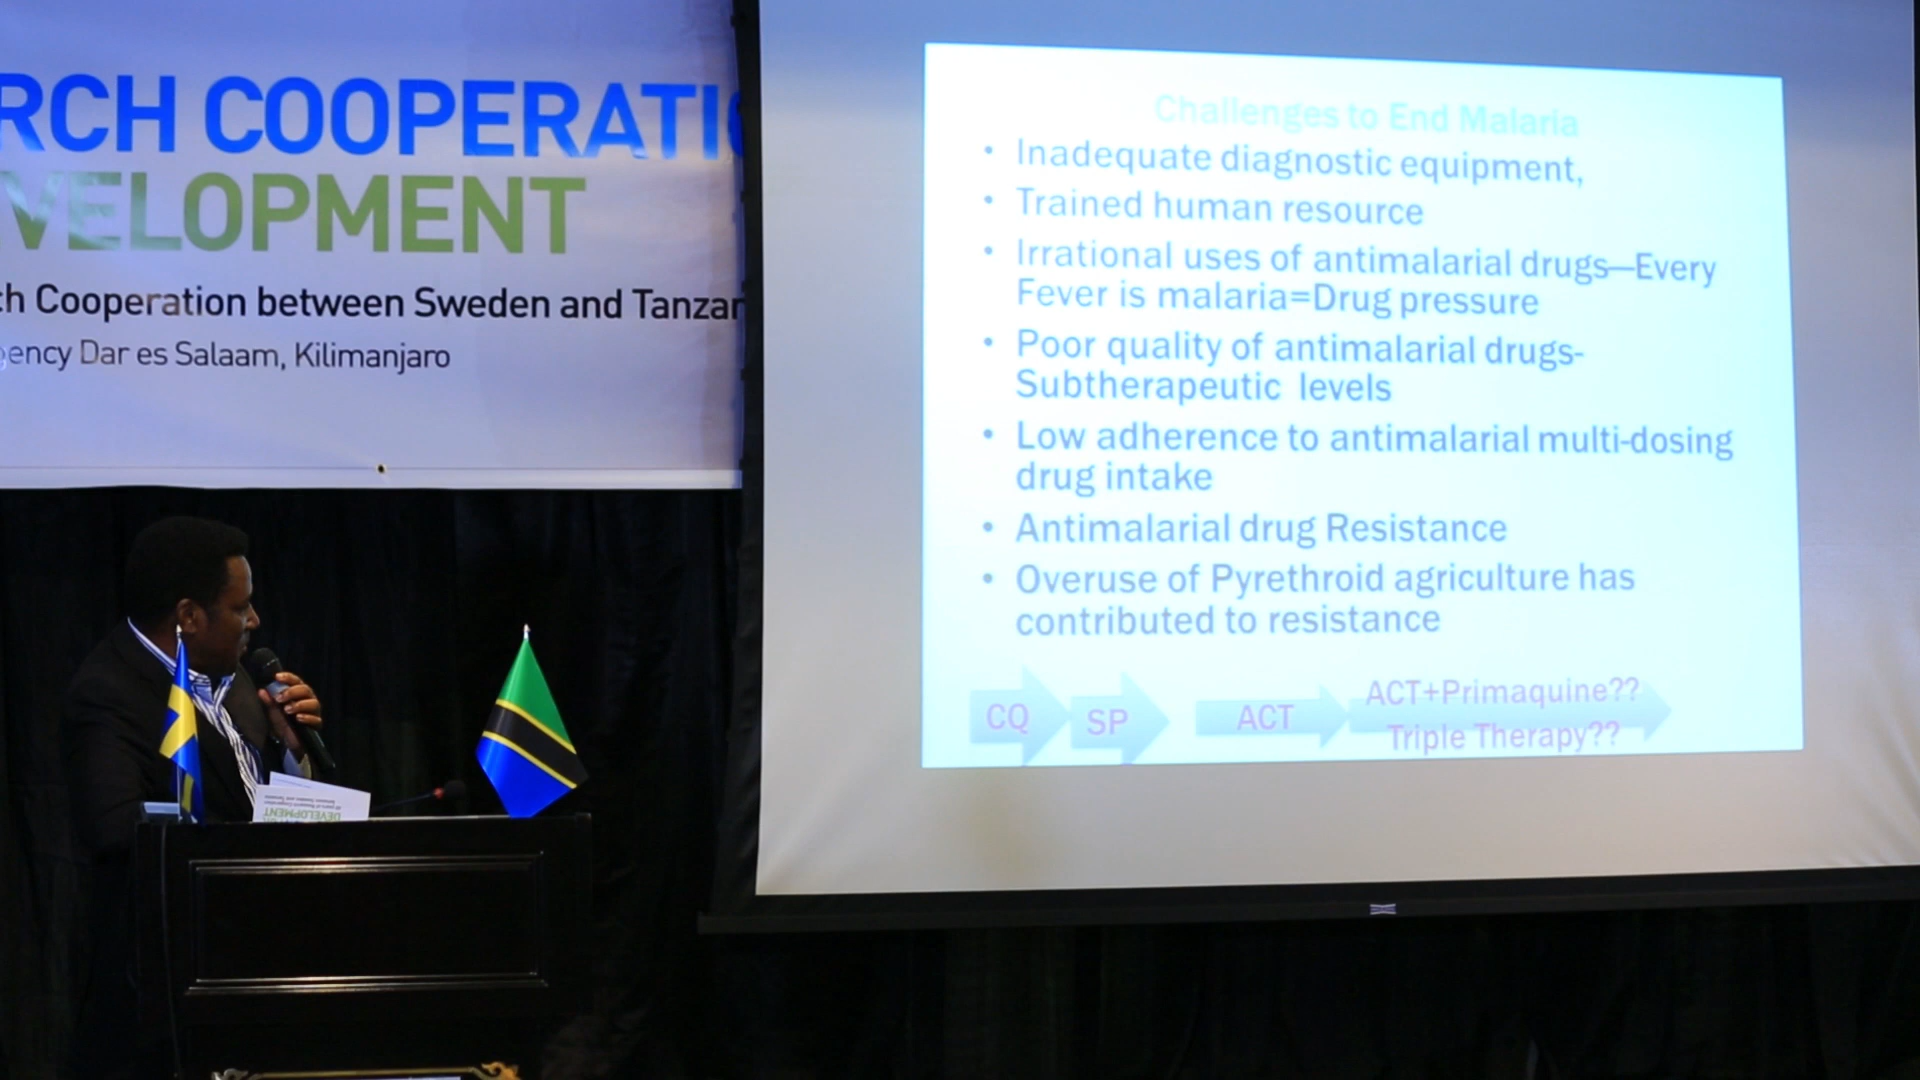 RCH COOPERATI
VELOPMENT
ch Cooperation between Sweden and Tanzan
gency Dar es Salaam, Kilimanjaro
Challenges to End Malaria
• Inadequate diagnostic equipment,
• Trained human resource
• Irrational uses of antimalarial drugs—Every
Fever is malaria=Drug pressure
• Poor quality of antimalarial drugs-
Subtherapeutic levels
• Low adherence to antimalarial multi-dosing
drug intake
• Antimalarial drug Resistance
• Overuse of Pyrethroid agriculture has
contributed to resistance
CQ
SP
ACT
ACT+Primaquine??
Triple Therapy??
DEVELOPMENT